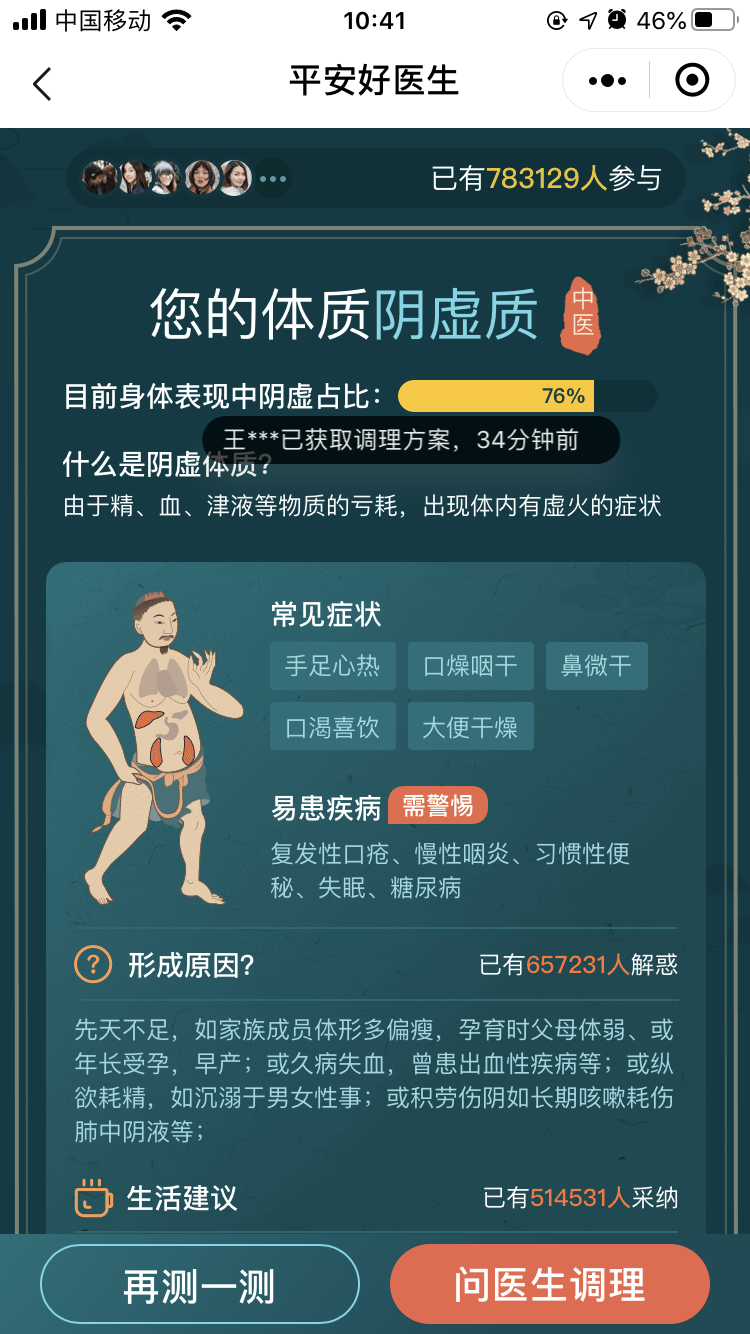 中国移动
10:41
46%
平安好医生
已有783129人参与
您的体质阴虚质
中医
目前身体表现中阴虚占比：
76%
王***已获取调理方案，34分钟前
什么是阴虚体质？
由于精、血、津液等物质的亏耗，出现体内有虚火的症状
常见症状
手足心热
口燥咽干
鼻微干
口渴喜饮
大便干燥
易患疾病
需警惕
复发性口疮、慢性咽炎、习惯性便
秘、失眠、糖尿病
形成原因?
已有657231人解惑
先天不足，如家族成员体形多偏瘦，孕育时父母体弱、或
年长受孕，早产；或久病失血，曾患出血性疾病等；或纵
欲耗精，如沉溺于男女性事；或积劳伤阴如长期咳嗽耗伤
肺中阴液等；
生活建议
已有514531人采纳
再测一测
问医生调理